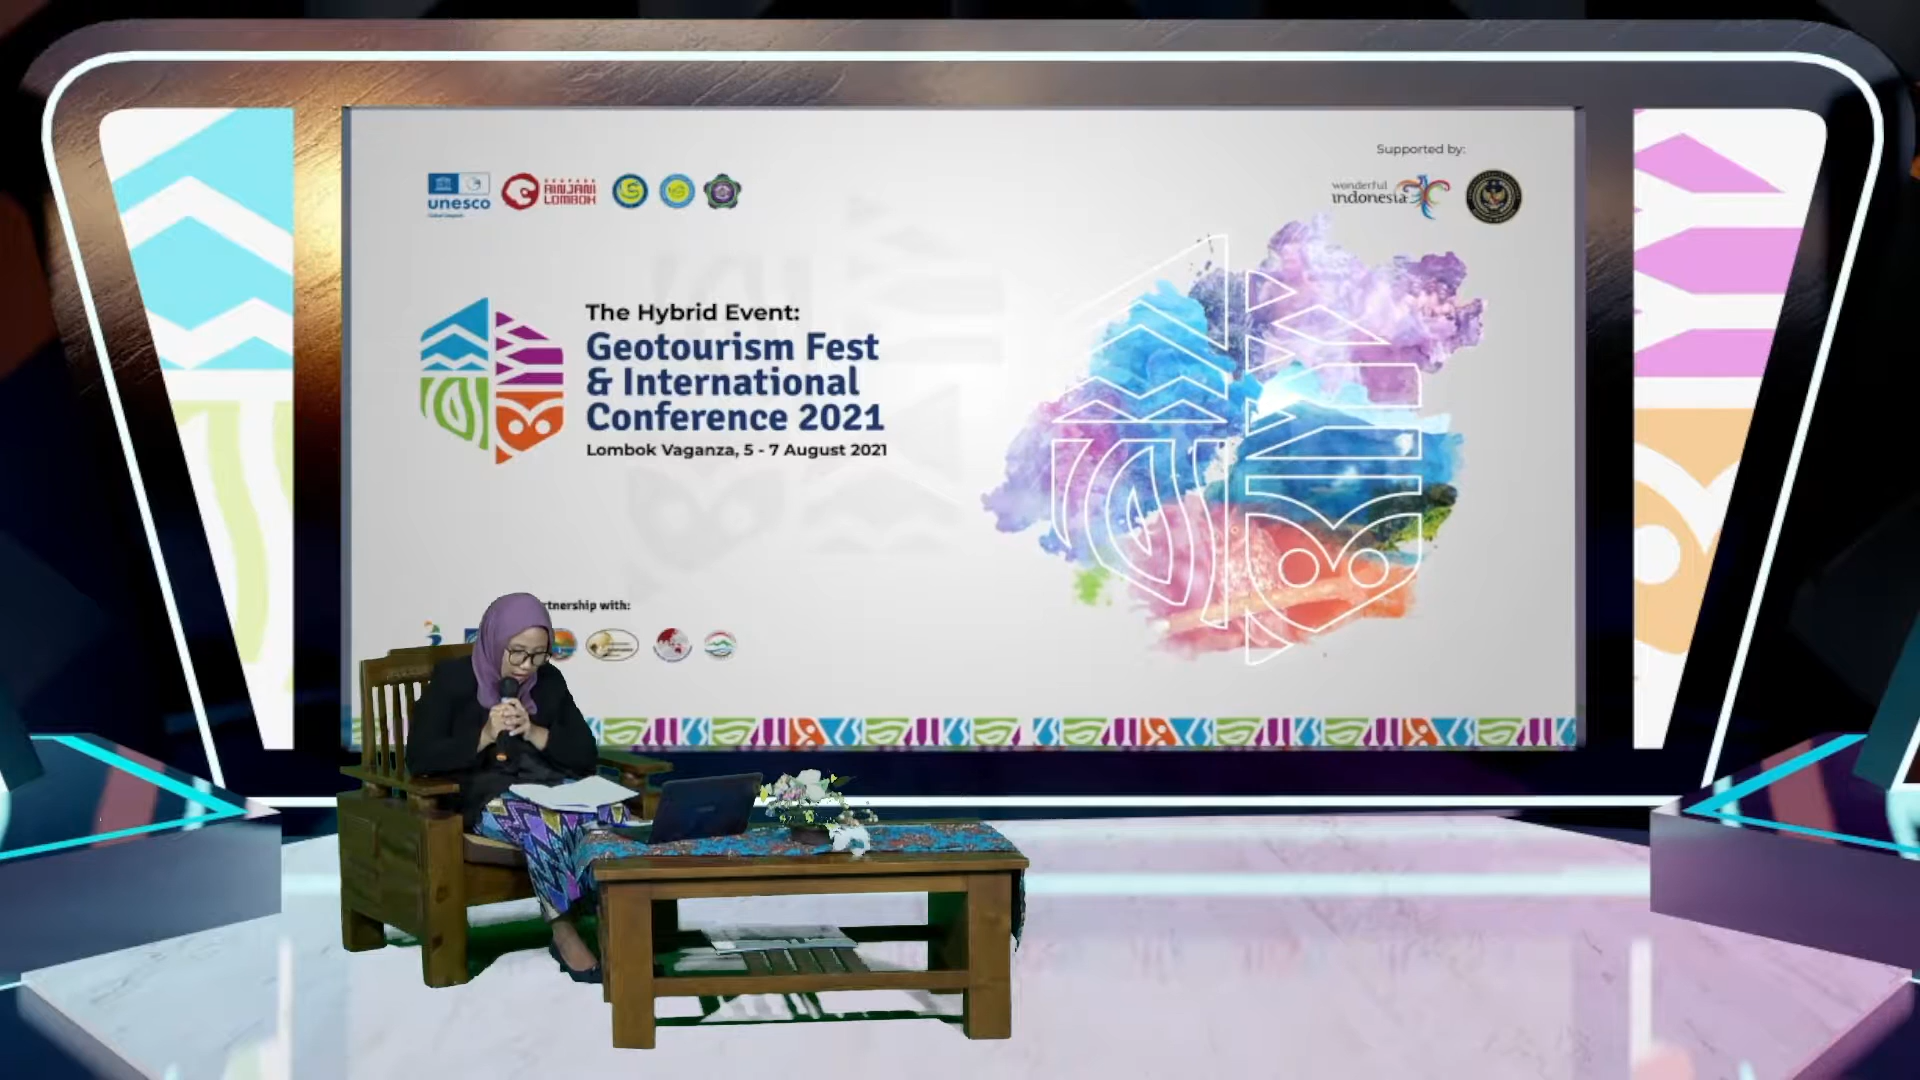 Supported by:
unesco
GEOPARK
RINJANI
LOMBOK
wonderful
indonesia
The Hybrid Event:
Geotourism Fest
& International
Conference 2021
Lombok Vaganza, 5 - 7 August 2021
tnership with: